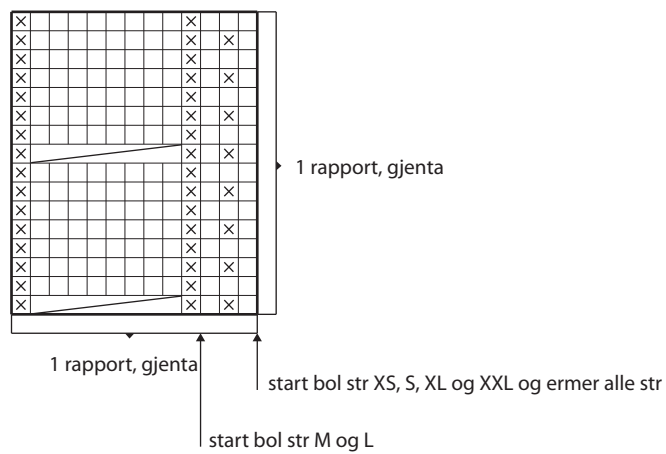 1 rapport, gjenta
1 rapport, gjenta
start bol str XS, S, XL og XXL og ermer alle str
start bol str M og L